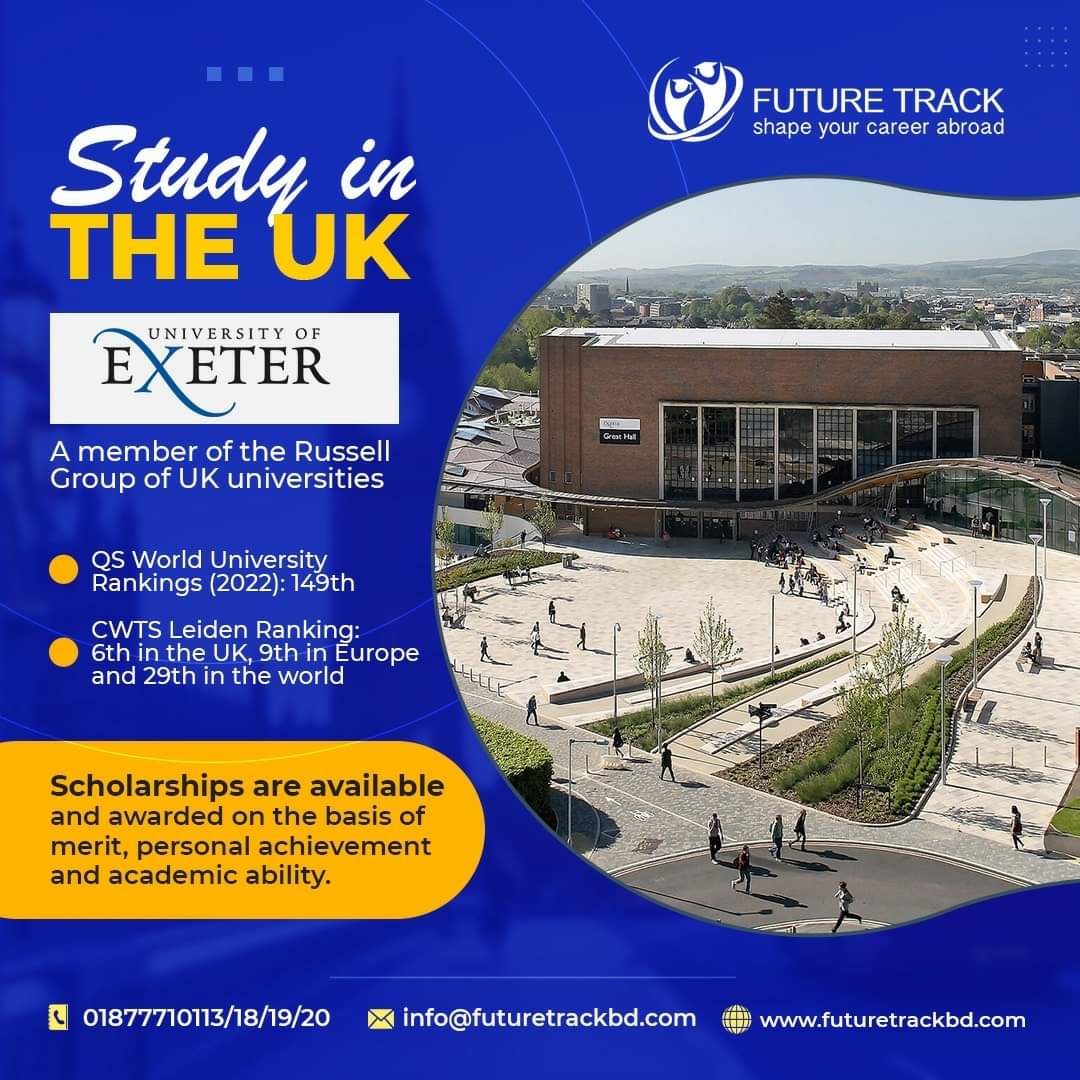 FUTURE TRACK
shape your career abroad
Study in
THE UK
UNIVERSITY OF
EXETER
A member of the Russell
Group of UK universities
QS World University
Rankings (2022): 149th
CWTS Leiden Ranking:
6th in the UK, 9th in Europe
and 29th in the world
Scholarships are available
and awarded on the basis of
merit, personal achievement
and academic ability.
Great Hall
01877710113/18/19/20
info@futuretrackbd.com
www.futuretrackbd.com